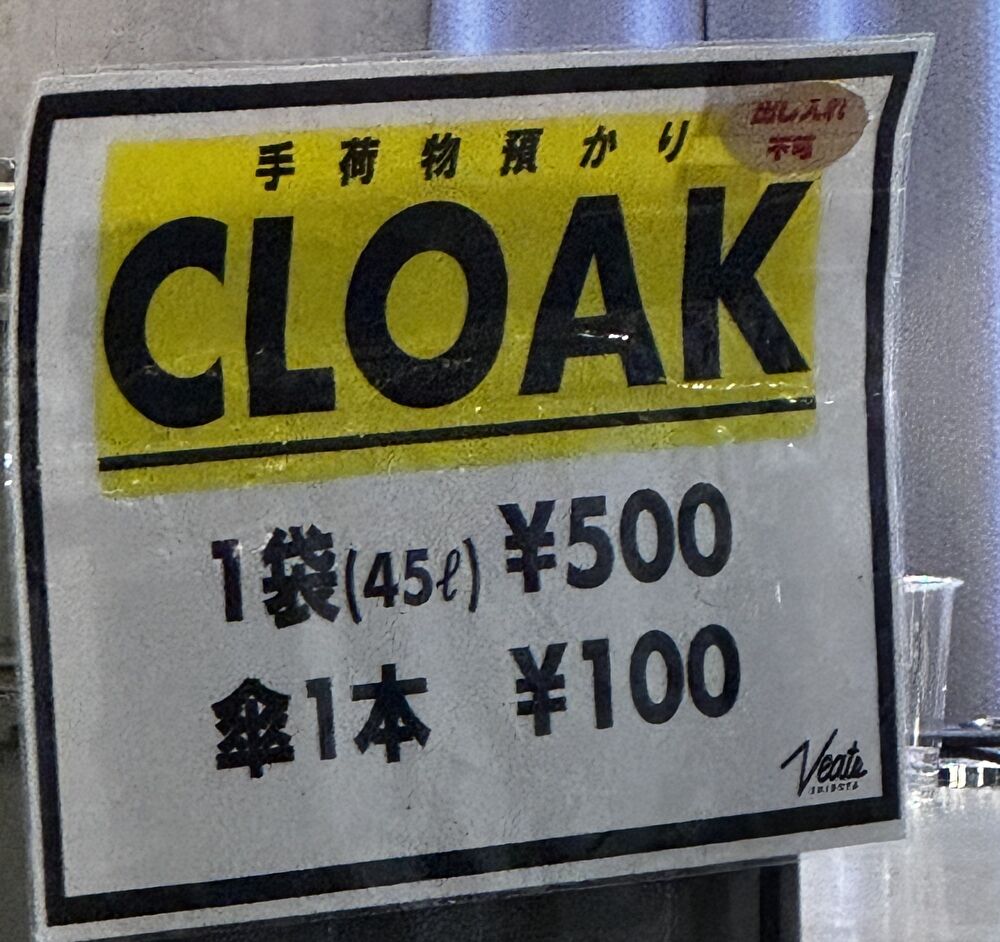 出し入れ
不可
手荷物預かり
CLOAK
1袋(45ℓ) ¥500
傘1本 ¥100
Veats
SHIBUYA